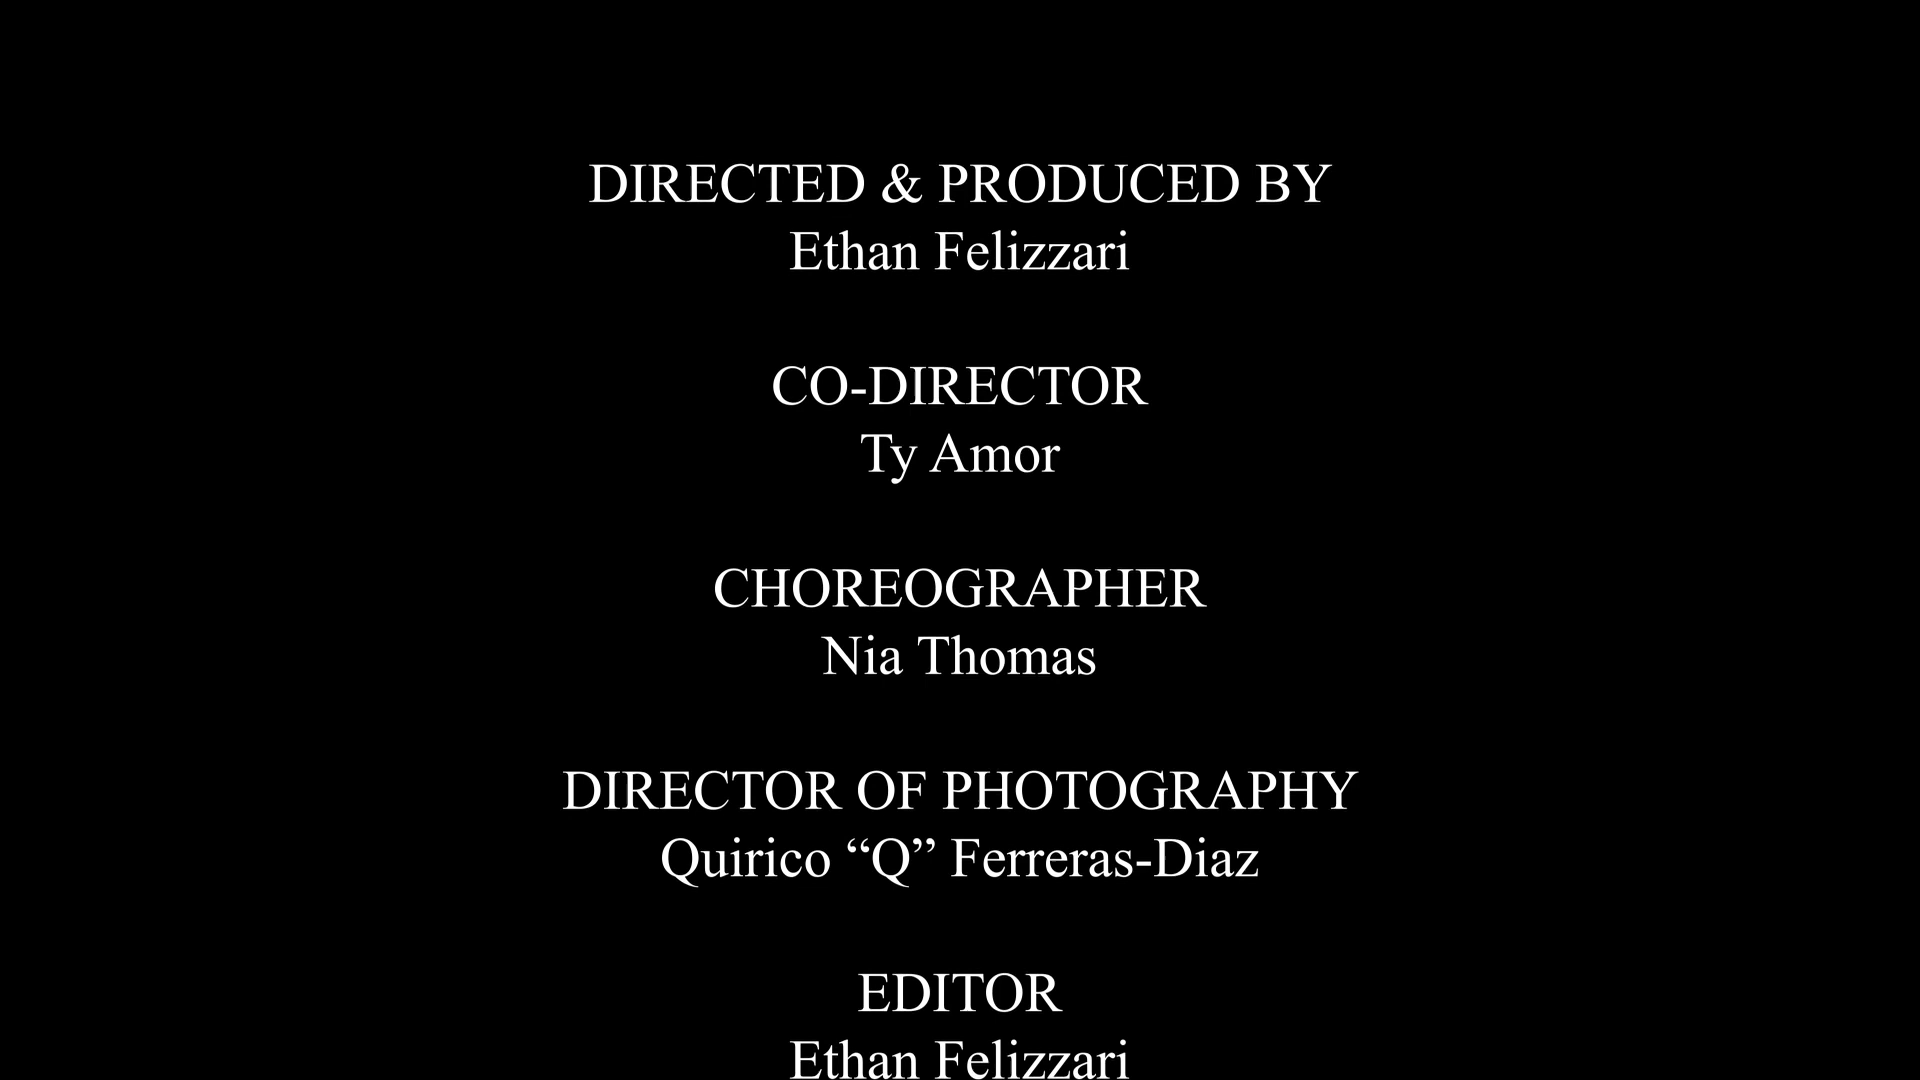 DIRECTED & PRODUCED BY
Ethan Felizzari
CO-DIRECTOR
Ty Amor
CHOREOGRAPHER
Nia Thomas
DIRECTOR OF PHOTOGRAPHY
Quirico “Q” Ferreras-Diaz
EDITOR
Ethan Felizzari